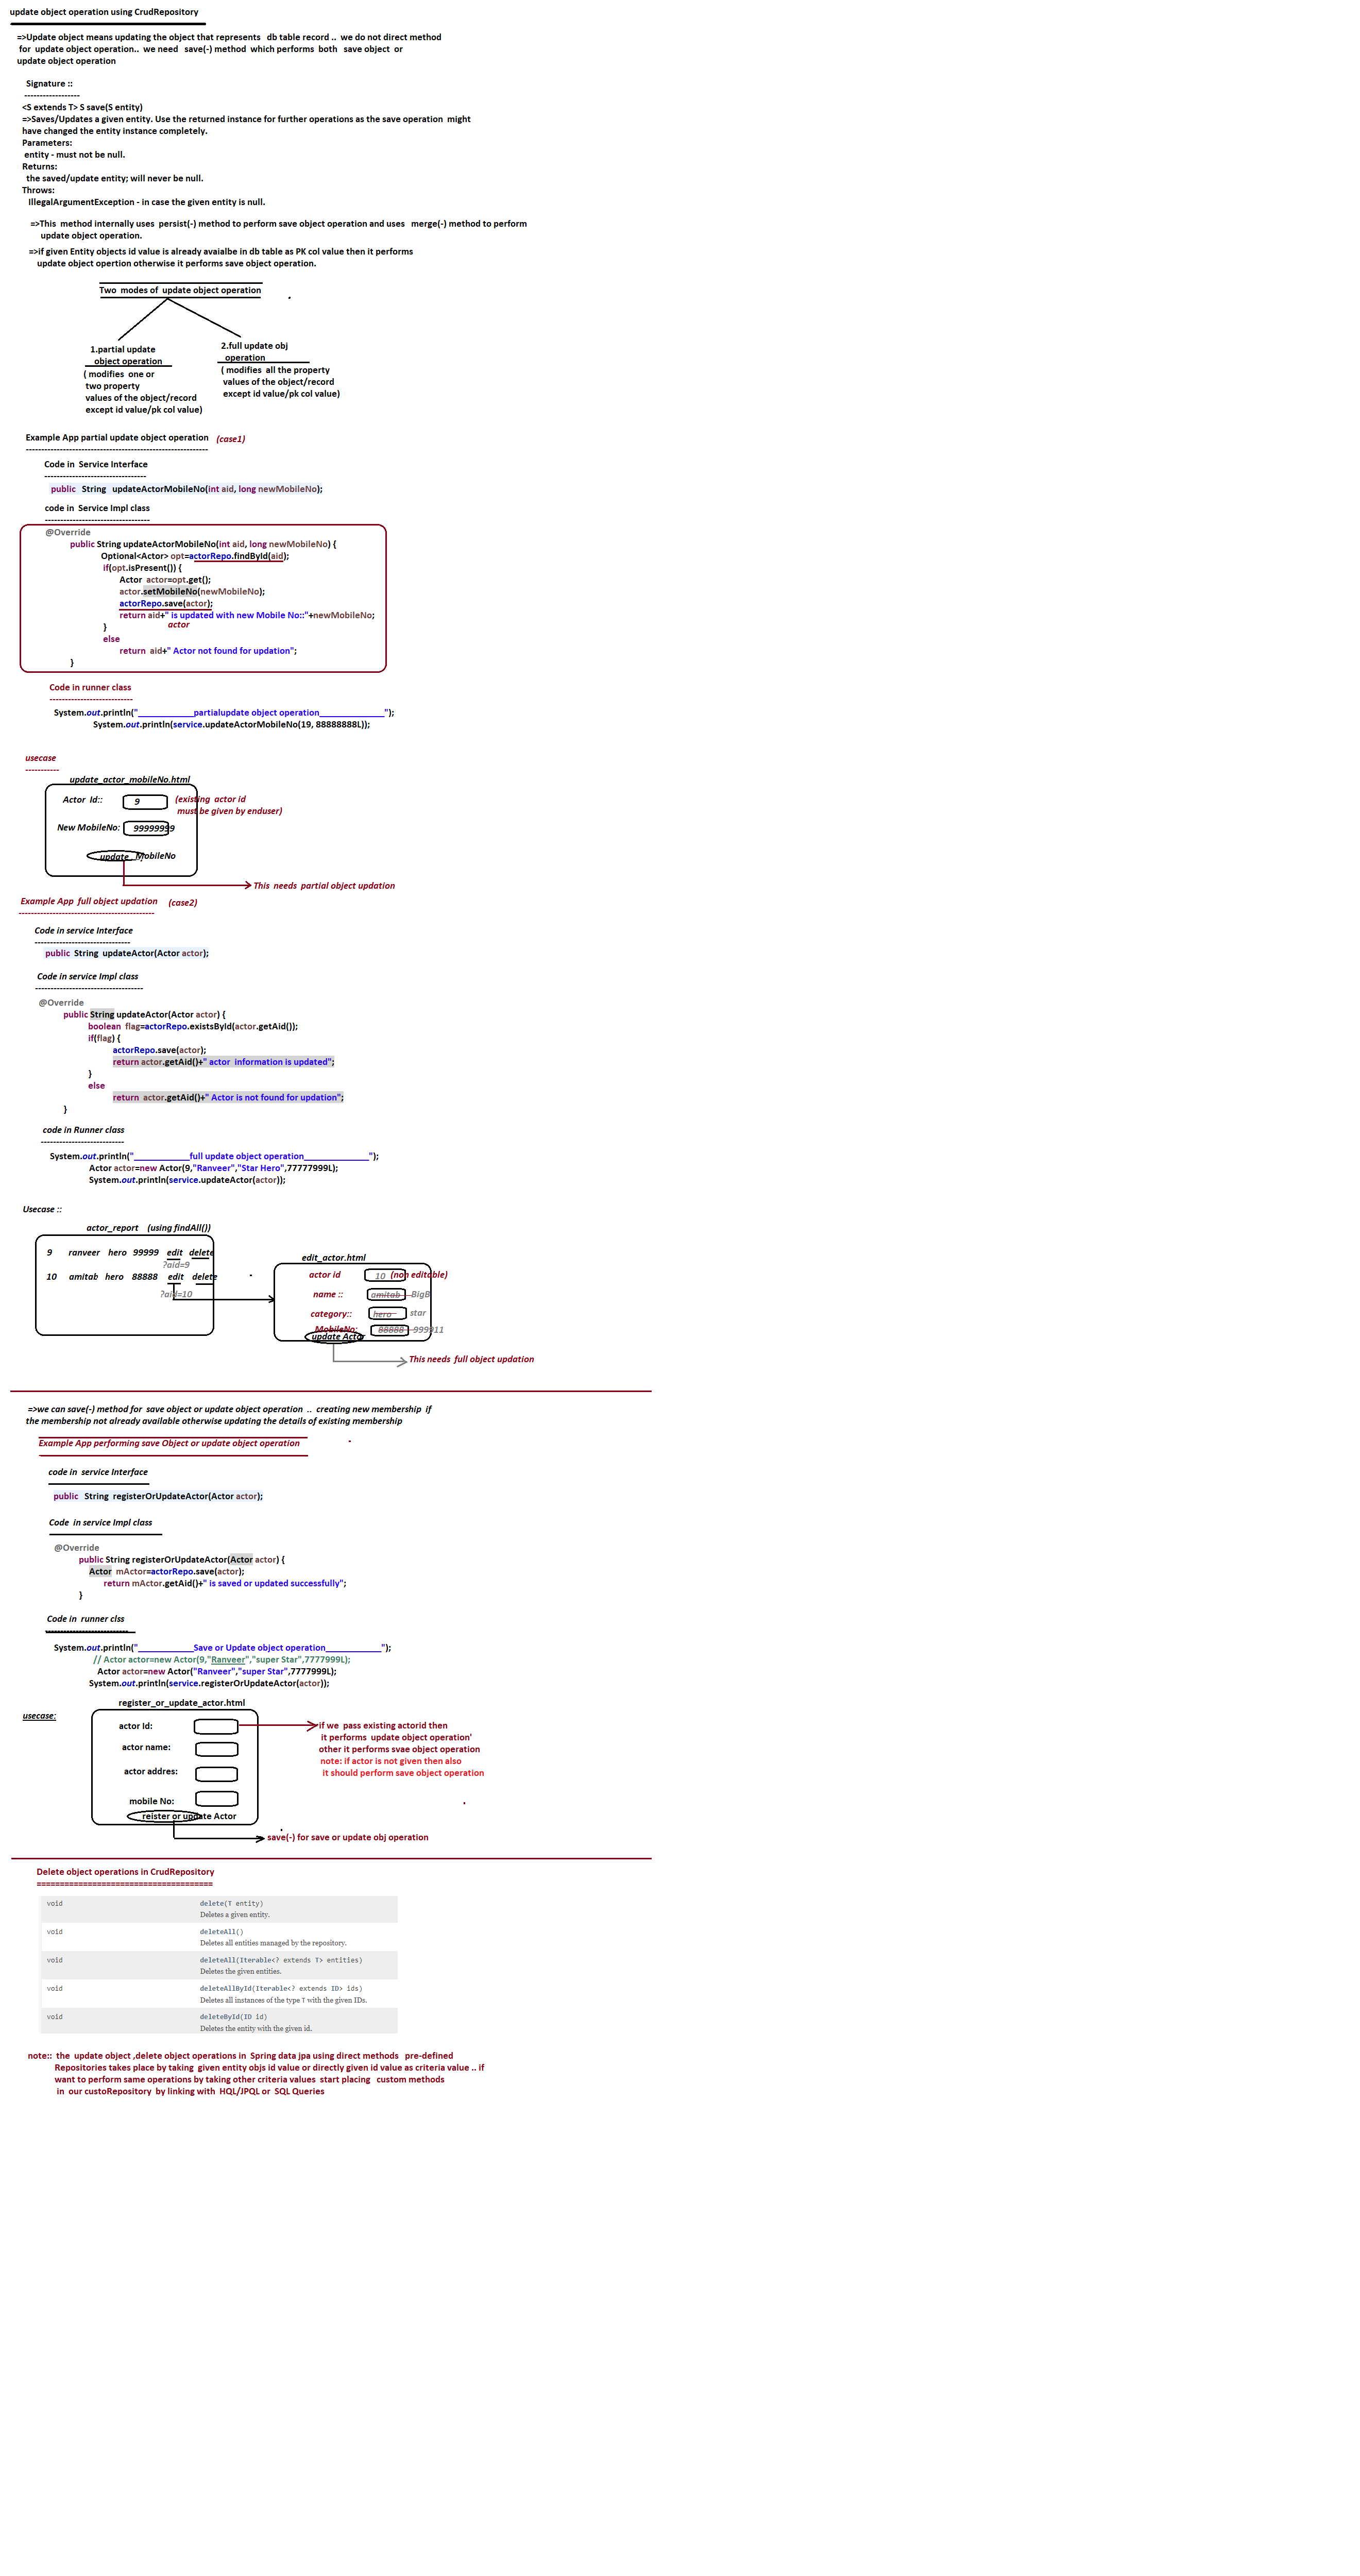 update object operation using CrudRepository
=>Update object means updating the object that represents db table record .. we do not direct method
for update object operation.. we need save(-) method which performs both save object or
update object operation
Signature ::
------------------
<S extends T> S save(S entity)
=>Saves/Updates a given entity. Use the returned instance for further operations as the save operation might
have changed the entity instance completely.
Parameters:
entity - must not be null.
Returns:
the saved/update entity; will never be null.
Throws:
IllegalArgumentException - in case the given entity is null.
=>This method internally uses persist(-) method to perform save object operation and uses merge(-) method to perform
update object operation.
=>if given Entity objects id value is already avaialbe in db table as PK col value then it performs
update object opertion otherwise it performs save object operation.
Two modes of update object operation
1.partial update
object operation
( modifies one or
two property
values of the object/record
except id value/pk col value)
2.full update obj
operation
( modifies all the property
values of the object/record
except id value/pk col value)
Example App partial update object operation (case1)
-----------------------------------------------------------
Code in Service Interface
---------------------------------
public String updateActorMobileNo(int aid, long newMobileNo);
code in Service Impl class
----------------------------------
@Override
public String updateActorMobileNo(int aid, long newMobileNo) {
Optional<Actor> opt=actorRepo.findById(aid);
if(opt.isPresent()) {
Actor actor=opt.get();
actor.setMobileNo(newMobileNo);
actorRepo.save(actor);
return aid+" is updated with new Mobile No::"+newMobileNo;
} actor
else
return aid+" Actor not found for updation";
}
Code in runner class
---------------------------
System.out.println("____________partialupdate object operation______________");
System.out.println(service.updateActorMobileNo(19, 88888888L));
usecase
-----------
update_actor_mobileNo.html
Actor Id:: 9 (existing actor id
must be given by enduser)
New MobileNo: 99999999
update MobileNo
This needs partial object updation
Example App full object updation (case2)
--------------------------------------------
Code in service Interface
-------------------------------
public String updateActor(Actor actor);
Code in service Impl class
-----------------------------------
@Override
public String updateActor(Actor actor) {
boolean flag=actorRepo.existsById(actor.getAid());
if(flag) {
actorRepo.save(actor);
return actor.getAid()+" actor information is updated";
}
else
return actor.getAid()+" Actor is not found for updation";
}
code in Runner class
---------------------------
System.out.println("____________full update object operation______________");
Actor actor=new Actor(9,"Ranveer","Star Hero",77777999L);
System.out.println(service.updateActor(actor));
Usecase ::
actor_report (using findAll())
9 ranveer hero 99999 edit delete
?aid=9
10 amitab hero 88888 edit delete
?aid=10
edit_actor.html
actor id 10 (non editable)
name :: amitab BigB
category:: hero star
MobileNo: 88888 999911
update Actor
This needs full object updation
=>we can save(-) method for save object or update object operation .. creating new membership if
the membership not already available otherwise updating the details of existing membership
Example App performing save Object or update object operation
code in service Interface
public String registerOrUpdateActor(Actor actor);
Code in service Impl class
@Override
public String registerOrUpdateActor(Actor actor) {
Actor mActor=actorRepo.save(actor);
return mActor.getAid()+" is saved or updated successfully";
}
Code in runner clss
---------------------------
System.out.println("____________Save or Update object operation____________");
// Actor actor=new Actor(9,"Ranveer","super Star",7777999L);
Actor actor=new Actor("Ranveer","super Star",7777999L);
System.out.println(service.registerOrUpdateActor(actor));
register_or_update_actor.html
usecase:
actor Id:
actor name:
actor addres:
mobile No:
reister or update Actor
if we pass existing actorid then
it performs update object operation'
other it performs svae object operation
note: if actor is not given then also
it should perform save object operation
save(-) for save or update obj operation
Delete object operations in CrudRepository
======================================
void delete(T entity)
Deletes a given entity.
void deleteAll()
Deletes all entities managed by the repository.
void deleteAll(Iterable<? extends T> entities)
Deletes the given entities.
void deleteAllById(Iterable<? extends ID> ids)
Deletes all instances of the type T with the given IDs.
void deleteById(ID id)
Deletes the entity with the given id.
note:: the update object ,delete object operations in Spring data jpa using direct methods pre-defined
Repositories takes place by taking given entity objs id value or directly given id value as criteria value .. if
want to perform same operations by taking other criteria values start placing custom methods
in our custoRepository by linking with HQL/JPQL or SQL Queries